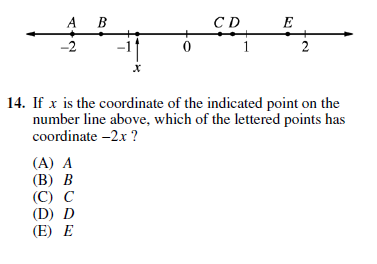 A B C D E
–2 –1 0 1 2
x
14. If x is the coordinate of the indicated point on the
number line above, which of the lettered points has
coordinate –2x ?
(A) A
(B) B
(C) C
(D) D
(E) E